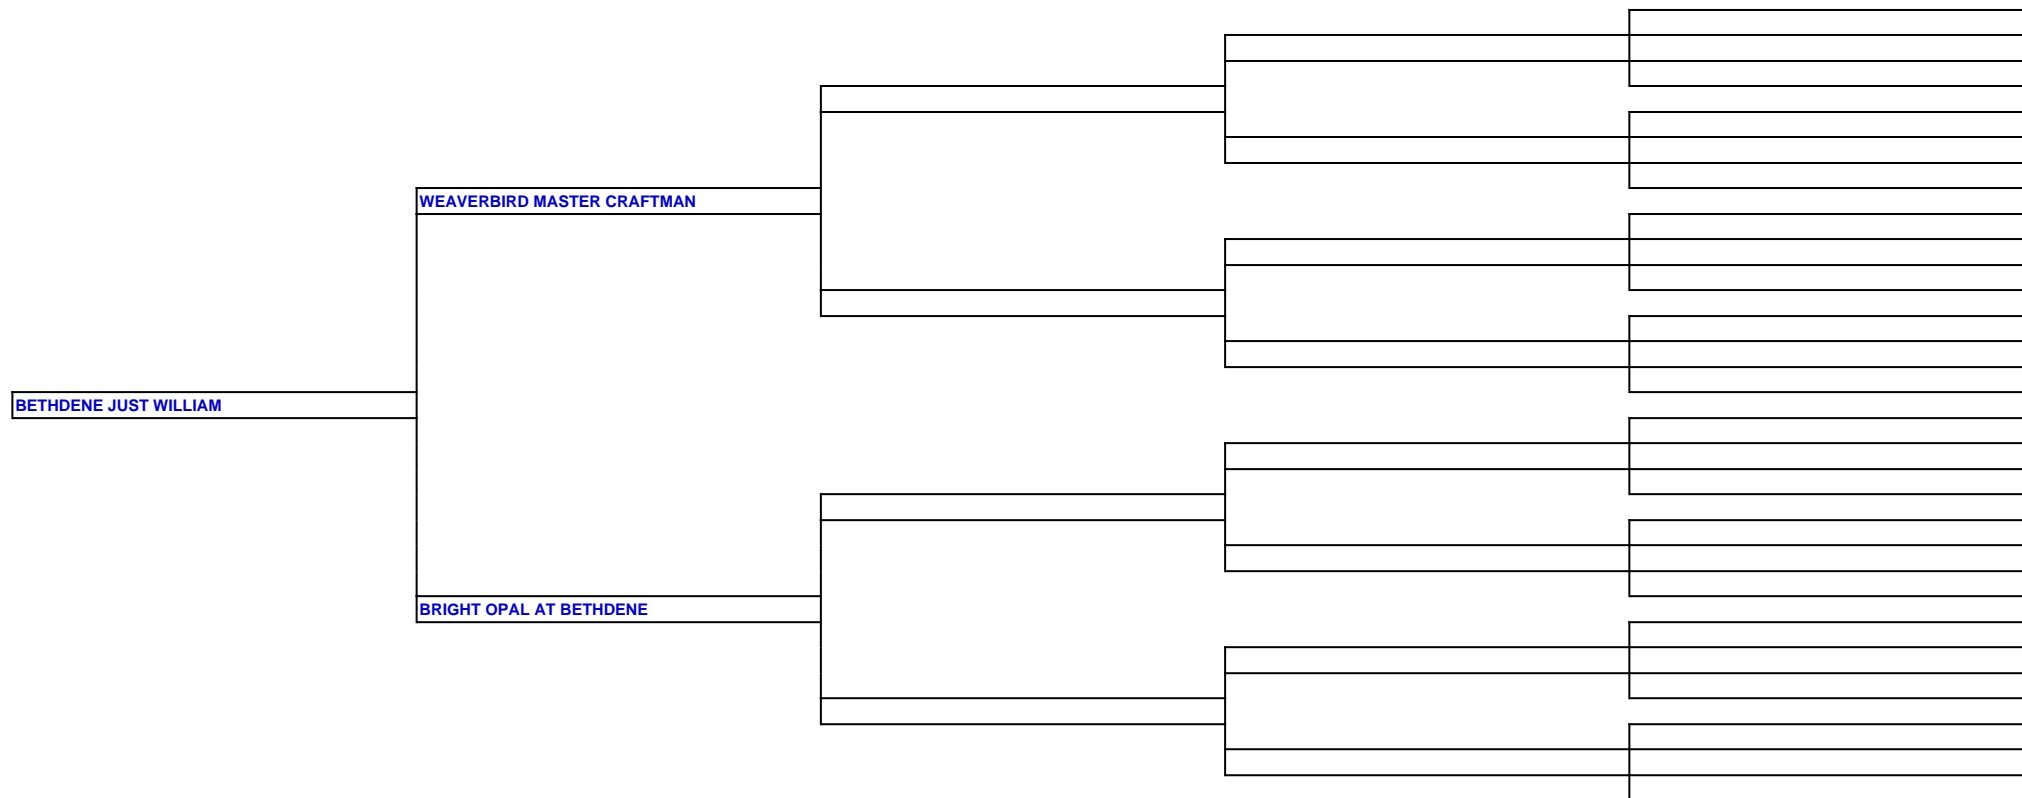 WEAVERBIRD MASTER CRAFTMAN
BETHDENE JUST WILLIAM
BRIGHT OPAL AT BETHDENE